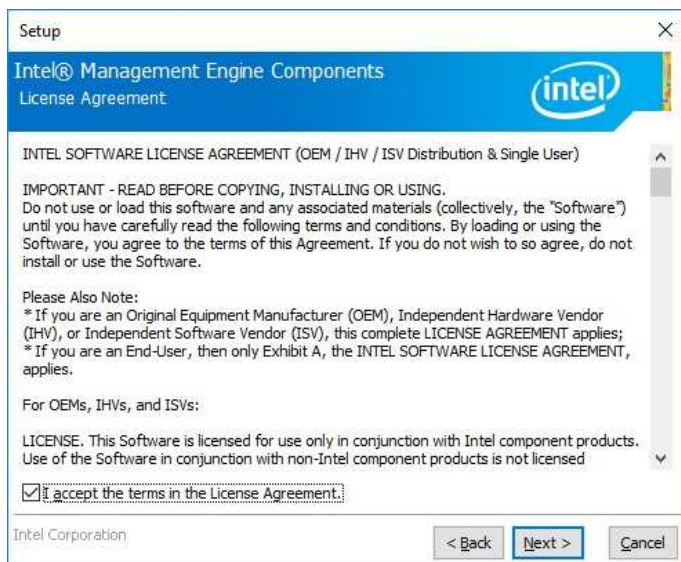 Setup
Intel® Management Engine Components
License Agreement
intel
INTEL SOFTWARE LICENSE AGREEMENT (OEM / IHV / ISV Distribution & Single User)
IMPORTANT - READ BEFORE COPYING, INSTALLING OR USING.
Do not use or load this software and any associated materials (collectively, the "Software")
until you have carefully read the following terms and conditions. By loading or using the
Software, you agree to the terms of this Agreement. If you do not wish to so agree, do not
install or use the Software.
Please Also Note:
* If you are an Original Equipment Manufacturer (OEM), Independent Hardware Vendor
(IHV), or Independent Software Vendor (ISV), this complete LICENSE AGREEMENT applies;
* If you are an End-User, then only Exhibit A, the INTEL SOFTWARE LICENSE AGREEMENT,
applies.
For OEMs, IHVs, and ISVs:
LICENSE. This Software is licensed for use only in conjunction with Intel component products.
Use of the Software in conjunction with non-Intel component products is not licensed
I accept the terms in the License Agreement.
Intel Corporation
< Back
Next >
Cancel